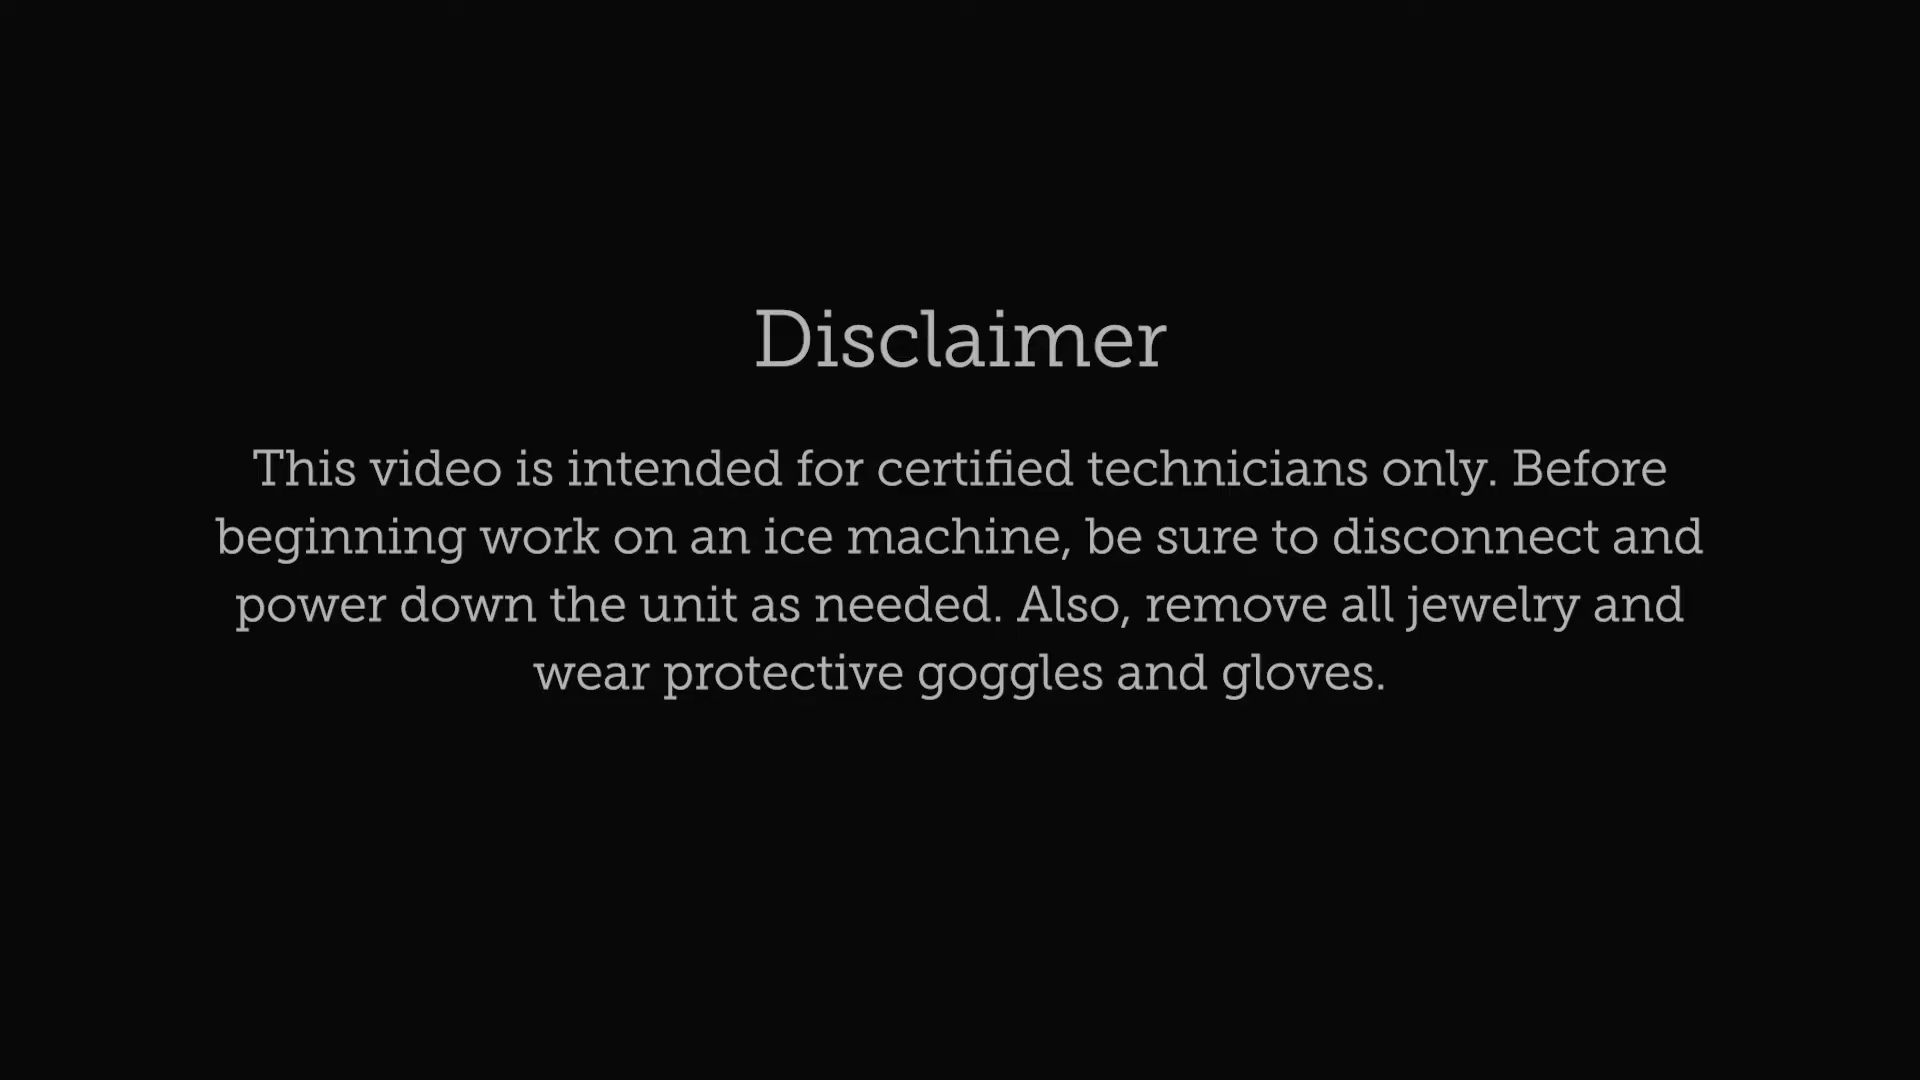 Disclaimer
This video is intended for certified technicians only. Before
beginning work on an ice machine, be sure to disconnect and
power down the unit as needed. Also, remove all jewelry and
wear protective goggles and gloves.